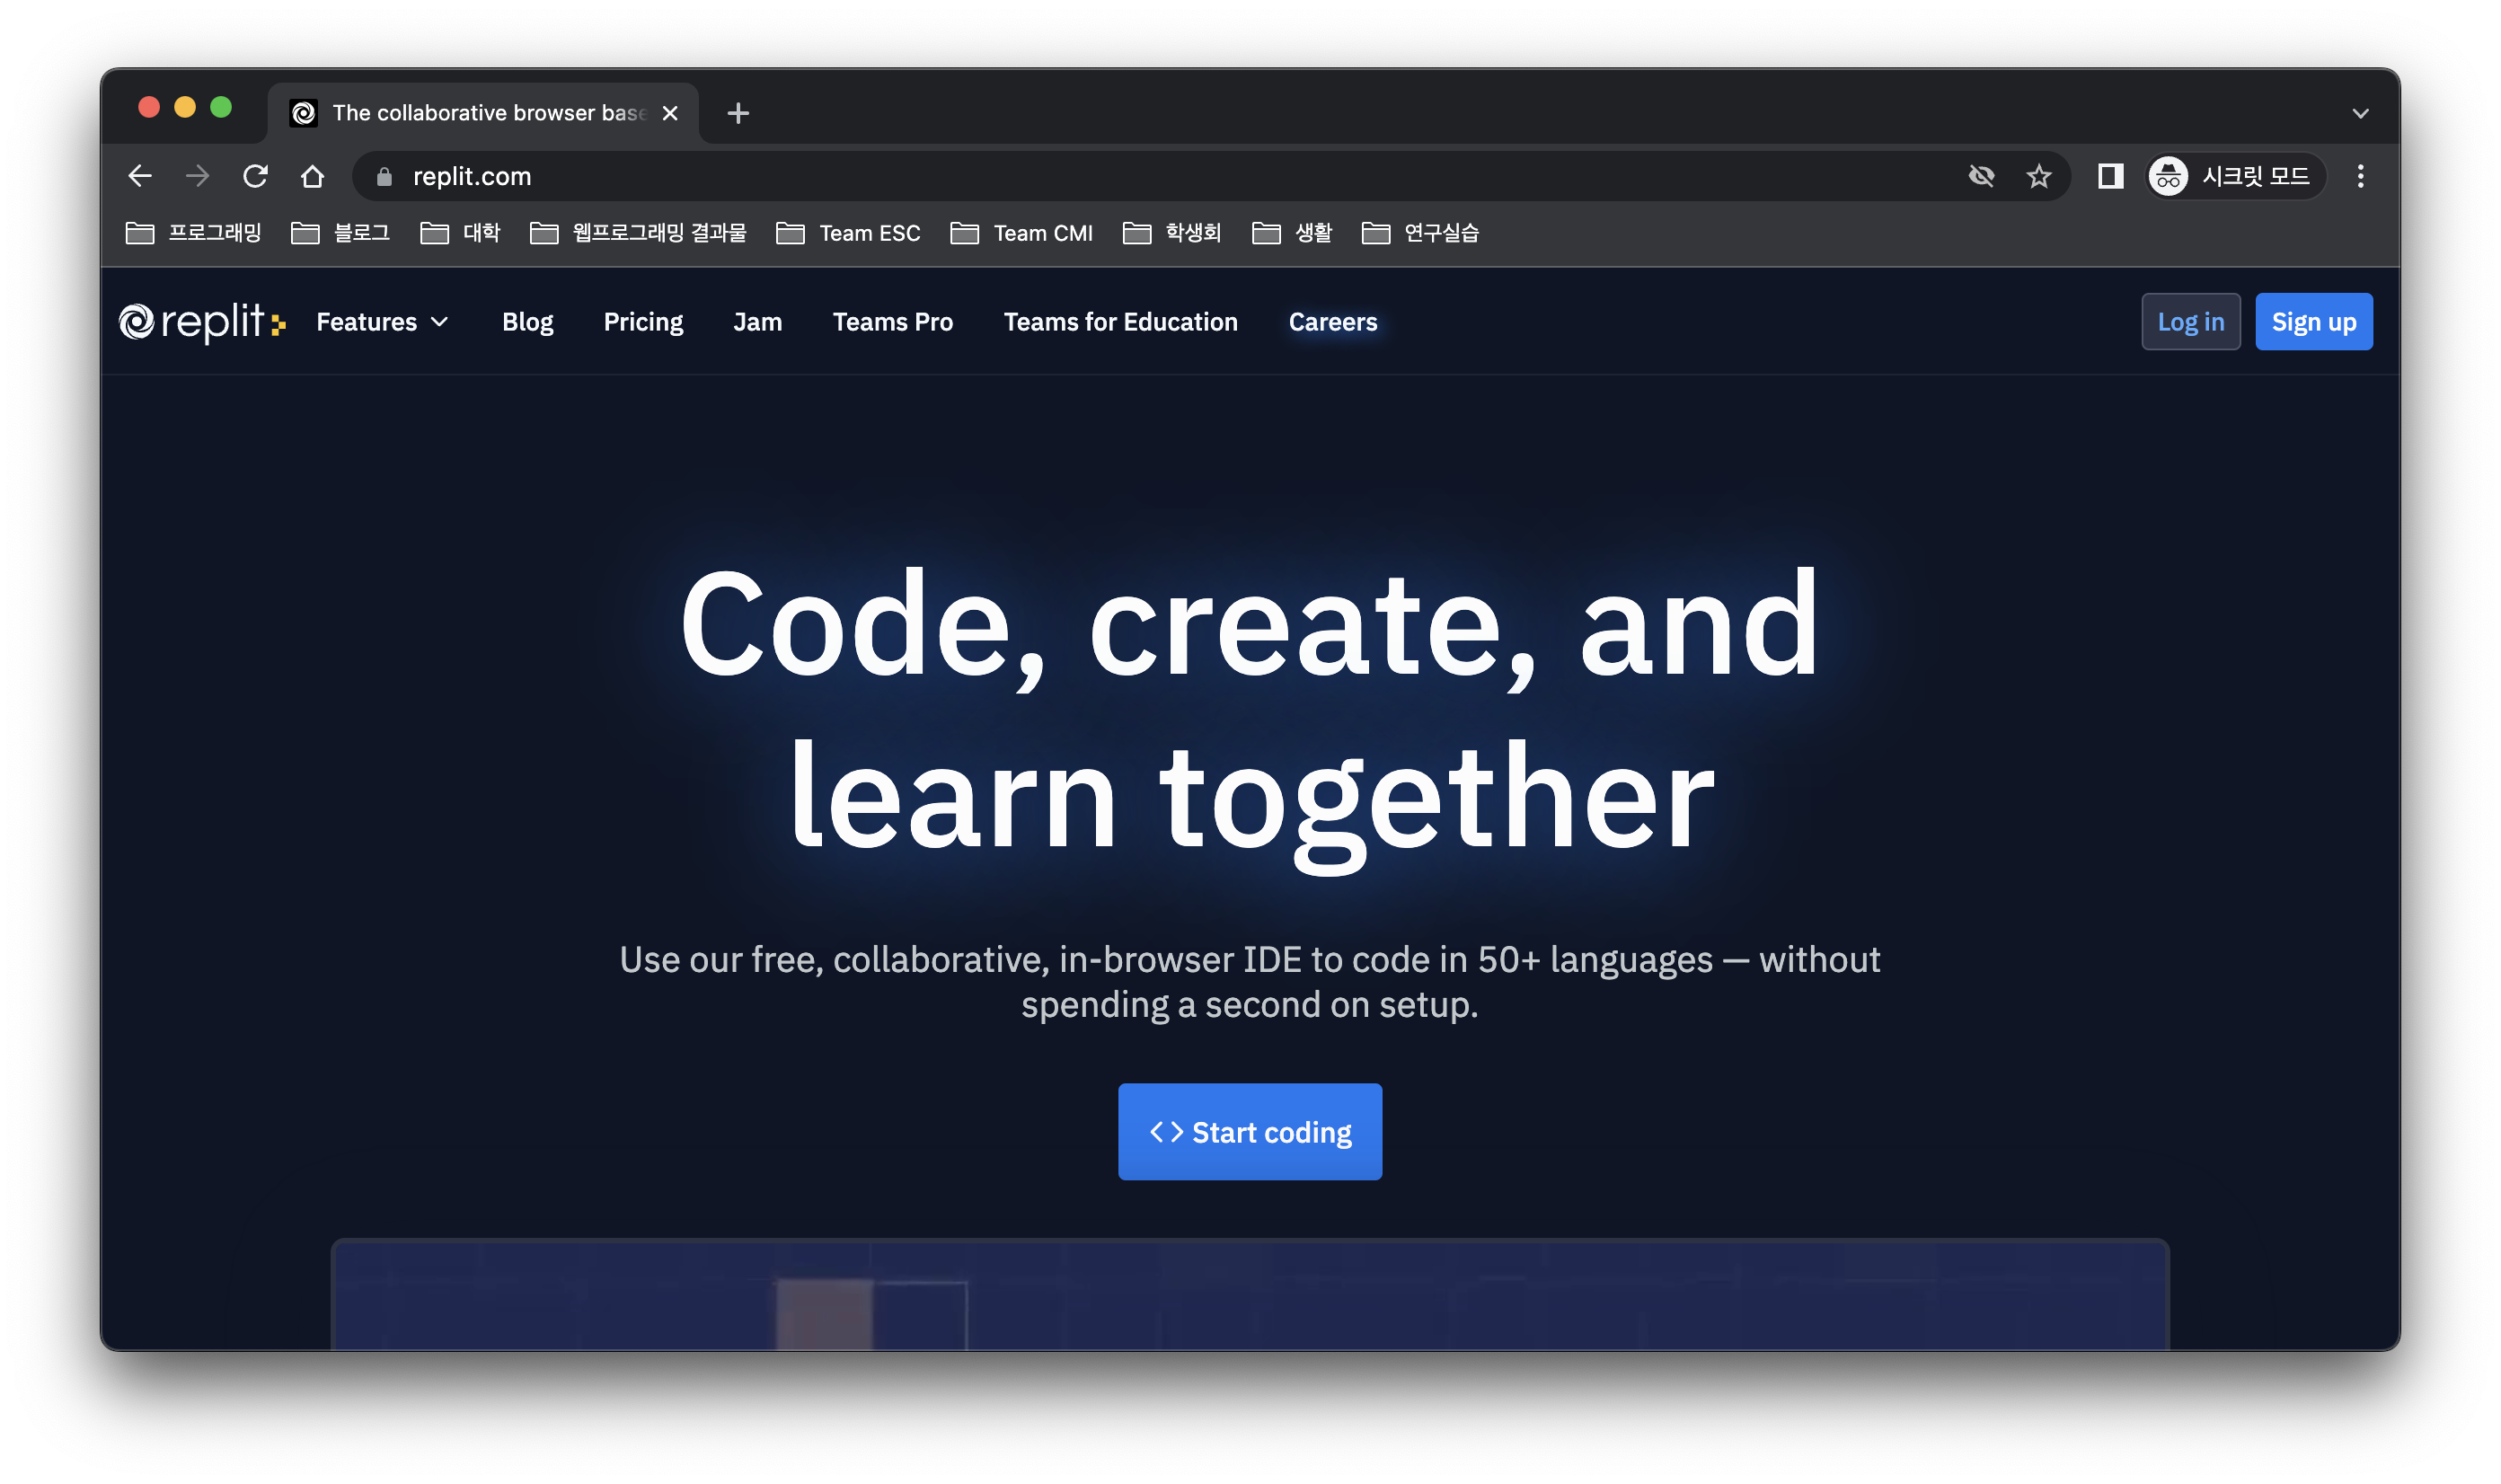 The collaborative browser base
replit.com
시크릿 모드
프로그래밍 블로그 대학 웹프로그래밍 결과물 Team ESC Team CMI 학생회 생활 연구실습
replit Features Blog Pricing Jam Teams Pro Teams for Education Careers Log in Sign up
Code, create, and
learn together
Use our free, collaborative, in-browser IDE to code in 50+ languages — without
spending a second on setup.
Start coding